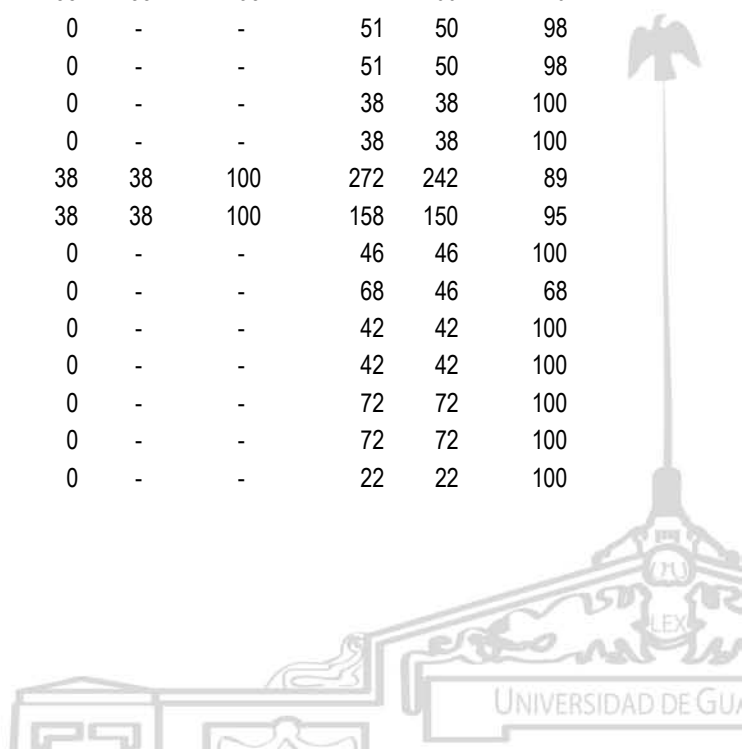 0 - - 51 50 98
0 - - 51 50 98
0 - - 38 38 100
0 - - 38 38 100
38 38 100 272 242 89
38 38 100 158 150 95
0 - - 46 46 100
0 - - 68 46 68
0 - - 42 42 100
0 - - 42 42 100
0 - - 72 72 100
0 - - 72 72 100
0 - - 22 22 100
LEX
UNIVERSIDAD DE GUA